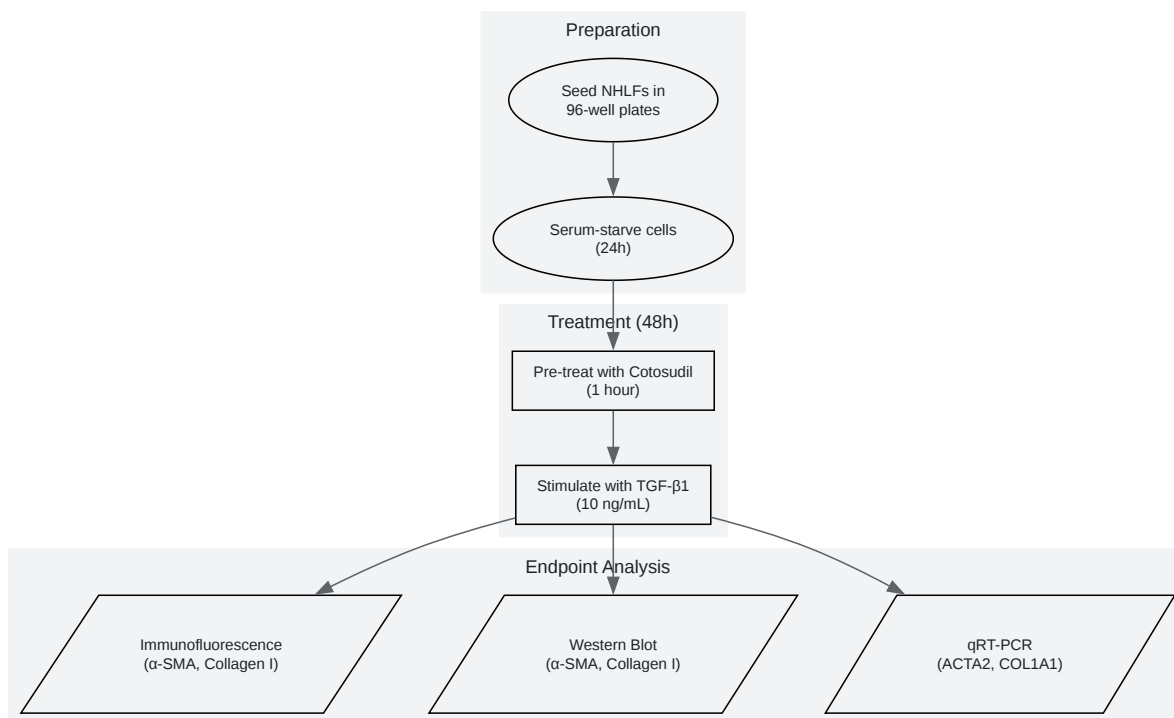 Preparation
Seed NHLFs in
96-well plates
Serum-starve cells
(24h)
Treatment (48h)
Pre-treat with Cotosudil
(1 hour)
Stimulate with TGF-β1
(10 ng/mL)
Endpoint Analysis
Immunofluorescence
(α-SMA, Collagen I)
Western Blot
(α-SMA, Collagen I)
qRT-PCR
(ACTA2, COL1A1)